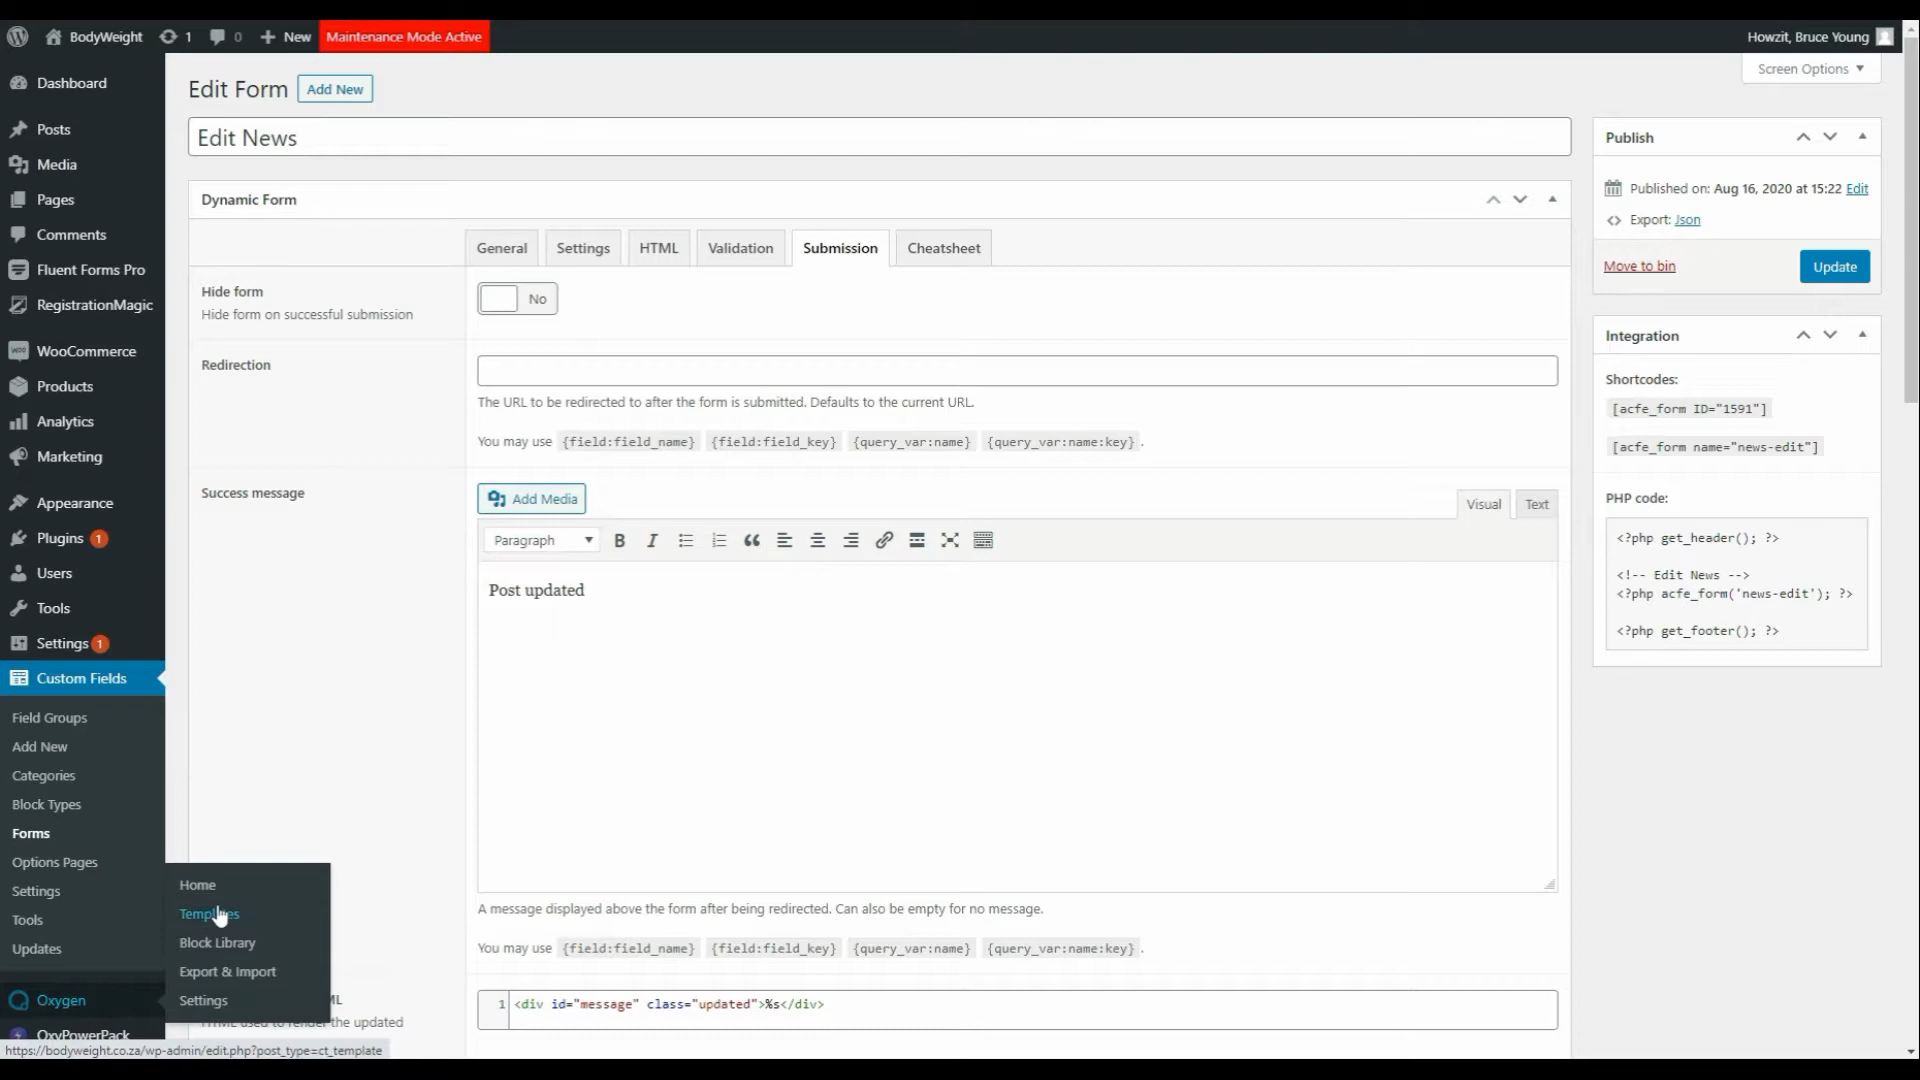 BodyWeight 1 0 New Maintenance Mode Active Howzit, Bruce Young
Screen Options
Dashboard
Posts
Media
Pages
Comments
Fluent Forms Pro
RegistrationMagic
WooCommerce
Products
Analytics
Marketing
Appearance
Plugins 1
Users
Tools
Settings 1
Custom Fields
Field Groups
Add New
Categories
Block Types
Forms
Options Pages
Settings
Tools
Updates
Oxygen
OxyPowerPack
Home
Templates
Block Library
Export & Import
Settings
Edit Form Add New
Edit News
Dynamic Form
General Settings HTML Validation Submission Cheatsheet
Hide form
Hide form on successful submission
No
Redirection
The URL to be redirected to after the form is submitted. Defaults to the current URL.
You may use {field:field_name} {field:field_key} {query_var:name} {query_var:name:key} .
Success message
Add Media
Visual Text
Paragraph
Post updated
A message displayed above the form after being redirected. Can also be empty for no message.
You may use {field:field_name} {field:field_key} {query_var:name} {query_var:name:key} .
1 <div id="message" class="updated">%s</div>
the updated
Publish
Published on: Aug 16, 2020 at 15:22 Edit
Export: Json
Move to bin Update
Integration
Shortcodes:
[acfe_form ID="1591"]
[acfe_form name="news-edit"]
PHP code:
<?php get_header(); ?>
<!-- Edit News -->
<?php acfe_form('news-edit'); ?>
<?php get_footer(); ?>
https://bodyweight.co.za/wp-admin/edit.php?post_type=ct_template